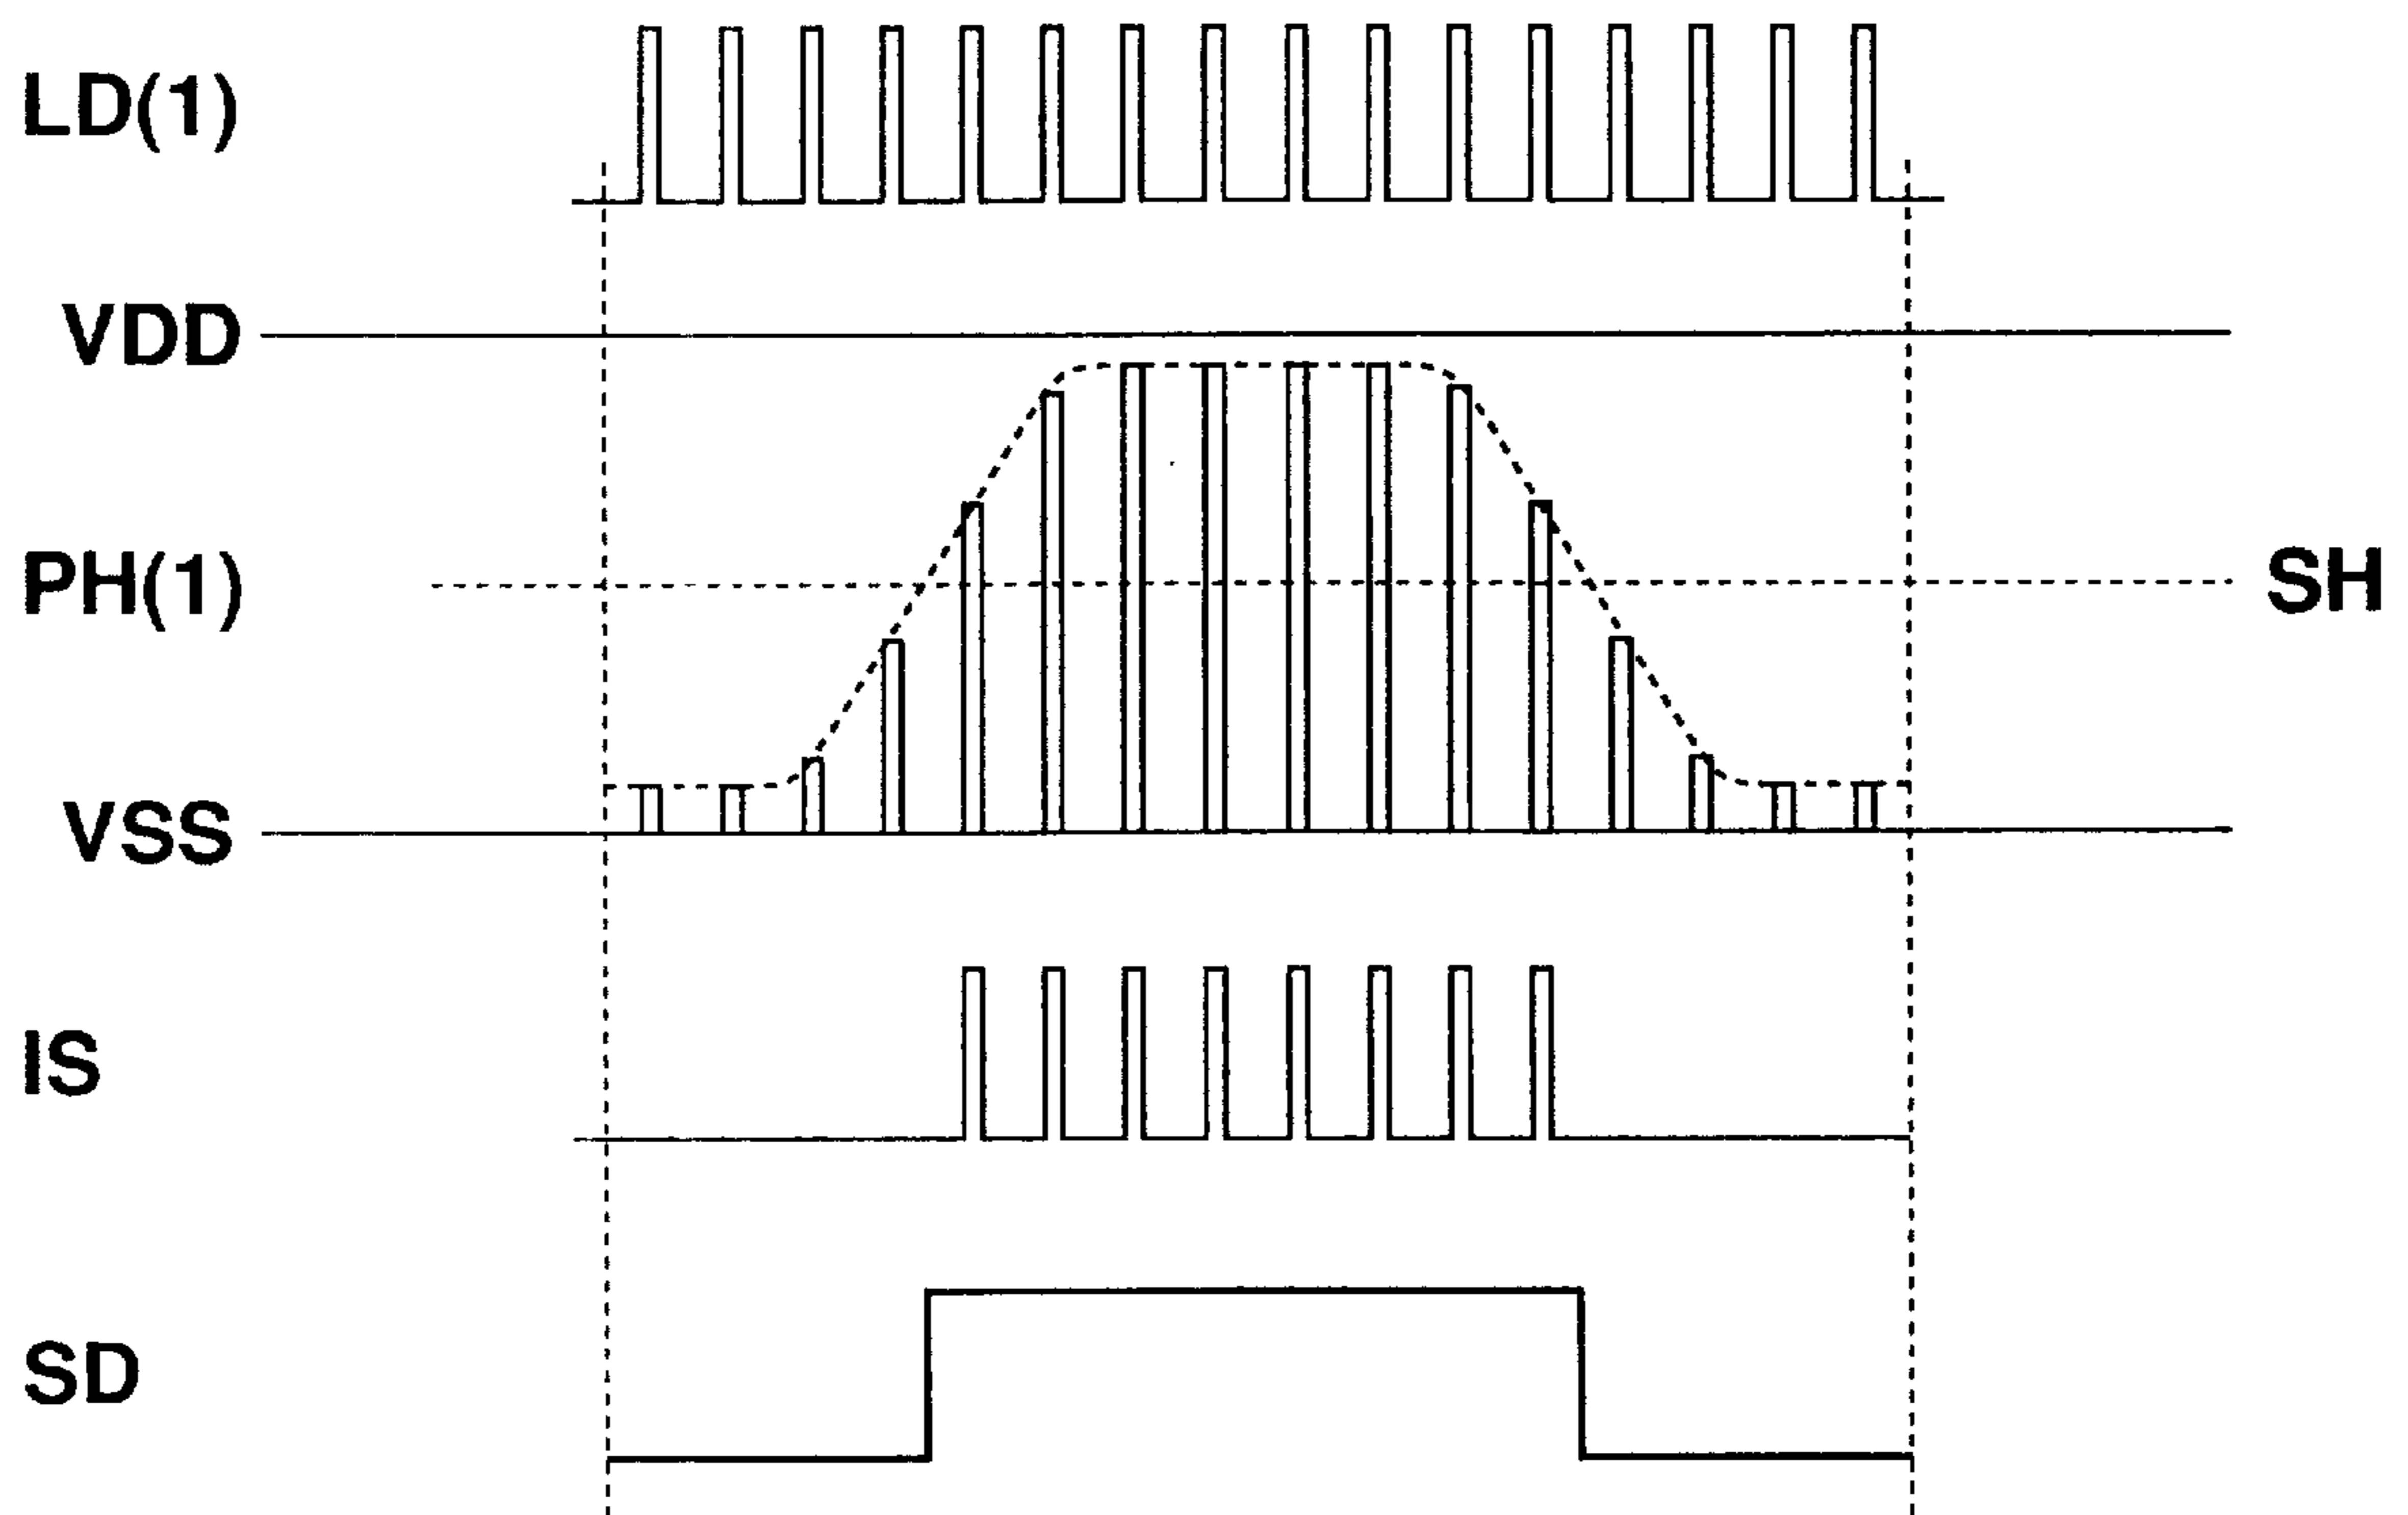 LD(1)
VDD
PH(1)
SH
VSS
IS
SD